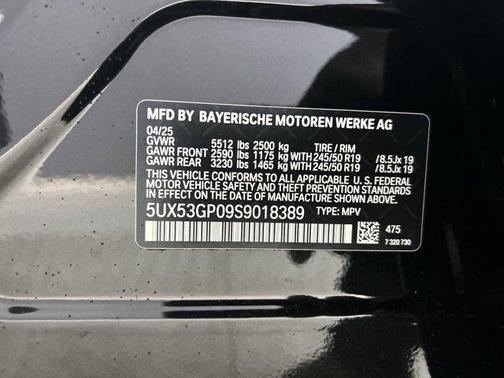 MFD BY BAYERISCHE MOTOREN WERKE AG
04/25
GVWR 5512 lbs 2500 kg TIRE / RIM
GAWR FRONT 2590 lbs 1175 kg WITH 245/50 R19 / 8.5Jx 19
GAWR REAR 3230 lbs 1465 kg WITH 245/50 R19 / 8.5Jx 19
THIS VEHICLE CONFORMS TO ALL APPLICABLE U.S. FEDERAL
MOTOR VEHICLE SAFETY STANDARDS IN EFFECT ON THE
DATE OF MANUFACTURE SHOWN ABOVE.
5UX53GP09S9018389 TYPE: MPV
475
7 320 730